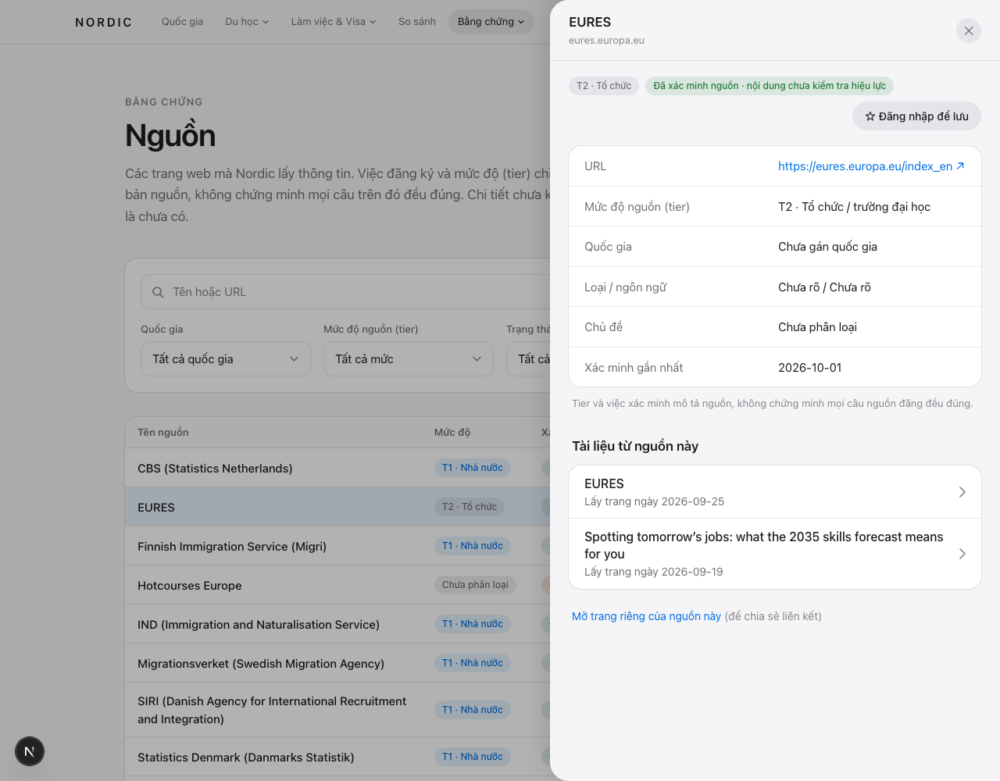 NORDIC
Quốc gia
Du học
Làm việc & Visa
So sánh
Bằng chứng
BẰNG CHỨNG
Nguồn
Các trang web mà Nordic lấy thông tin. Việc đăng ký và mức độ (tier) chỉ
bản nguồn, không chứng minh mọi câu trên đó đều đúng. Chi tiết chưa
là chưa có.
Tên hoặc URL
Quốc gia
Mức độ nguồn (tier)
Tất cả quốc gia
Tất cả mức
Tất cả
Tên nguồn
Mức độ
CBS (Statistics Netherlands)
T1 · Nhà nước
EURES
T2 · Tổ chức
Finnish Immigration Service (Migri)
T1 · Nhà nước
Hotcourses Europe
Chưa phân loại
IND (Immigration and Naturalisation Service)
T1 · Nhà nước
Migrationsverket (Swedish Migration Agency)
T1 · Nhà nước
SIRI (Danish Agency for International Recruitment
and Integration)
T1 · Nhà nước
Statistics Denmark (Danmarks Statistik)
T1 · Nhà nước
N
EURES
eures.europa.eu
T2 · Tổ chức
Đã xác minh nguồn · nội dung chưa kiểm tra hiệu lực
Đăng nhập để lưu
URL
https://eures.europa.eu/index_en
Mức độ nguồn (tier)
T2 · Tổ chức / trường đại học
Quốc gia
Chưa gán quốc gia
Loại / ngôn ngữ
Chưa rõ / Chưa rõ
Chủ đề
Chưa phân loại
Xác minh gần nhất
2026-10-01
Tier và việc xác minh mô tả nguồn, không chứng minh mọi câu nguồn đăng đều đúng.
Tài liệu từ nguồn này
EURES
Lấy trang ngày 2026-09-25
Spotting tomorrow's jobs: what the 2035 skills forecast means
for you
Lấy trang ngày 2026-09-19
Mở trang riêng của nguồn này (để chia sẻ liên kết)